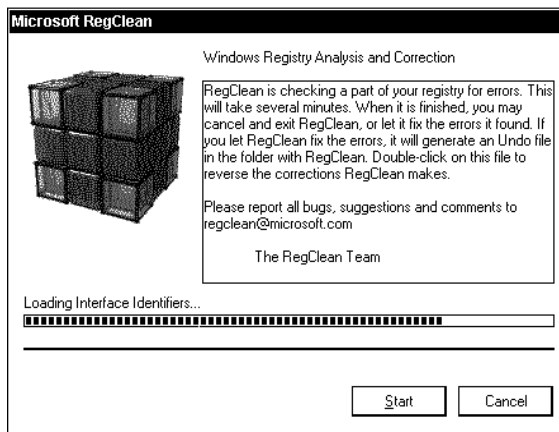 Microsoft RegClean
Windows Registry Analysis and Correction
RegClean is checking a part of your registry for errors. This
will take several minutes. When it is finished, you may
cancel and exit RegClean, or let it fix the errors it found. If
you let RegClean fix the errors, it will generate an Undo file
in the folder with RegClean. Double-click on this file to
reverse the corrections RegClean makes.
Please report all bugs, suggestions and comments to
regclean@microsoft.com
The RegClean Team
Loading Interface Identifiers...
Start
Cancel